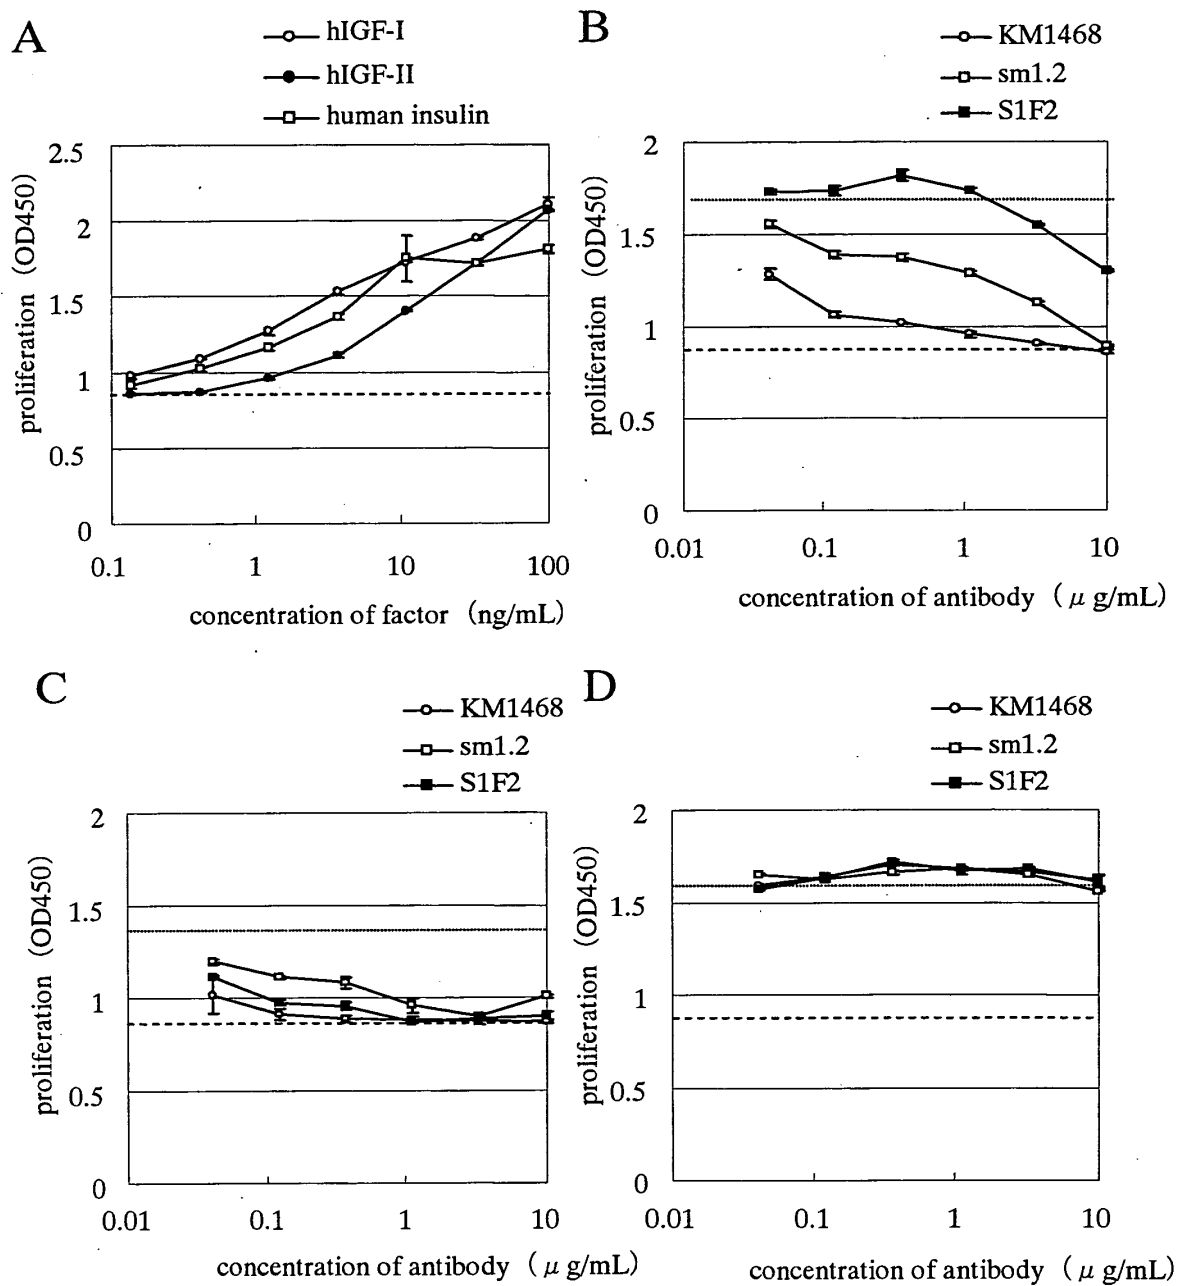 A
hIGF-I
hIGF-II
human insulin
2.5
2
1.5
1
0.5
0
0.1
1
10
100
proliferation (OD450)
concentration of factor (ng/mL)
B
KM1468
sm1.2
S1F2
2
1.5
1
0.5
0
0.01
0.1
1
10
proliferation (OD450)
concentration of antibody (μ g/mL)
C
KM1468
sm1.2
S1F2
2
1.5
1
0.5
0
0.01
0.1
1
10
proliferation (OD450)
concentration of antibody (μ g/mL)
D
KM1468
sm1.2
S1F2
2
1.5
1
0.5
0
0.01
0.1
1
10
proliferation (OD450)
concentration of antibody (μ g/mL)